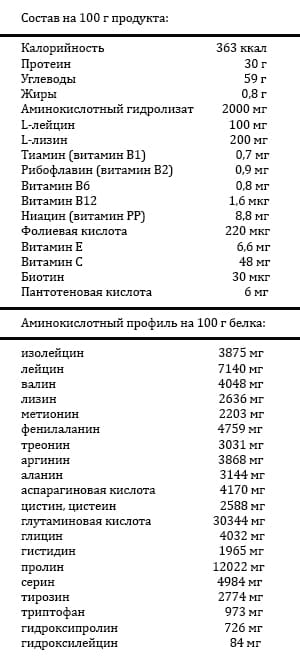 Состав на 100 г продукта:
Калорийность 363 ккал
Протеин 30 г
Углеводы 59 г
Жиры 0,8 г
Аминокислотный гидролизат 2000 мг
L-лейцин 100 мг
L-лизин 200 мг
Тиамин (витамин B1) 0,7 мг
Рибофлавин (витамин B2) 0,9 мг
Витамин B6 0,8 мг
Витамин B12 1,6 мкг
Ниацин (витамин PP) 8,8 мг
Фолиевая кислота 220 мкг
Витамин E 6,6 мг
Витамин C 48 мг
Биотин 30 мкг
Пантотеновая кислота 6 мг
Аминокислотный профиль на 100 г белка:
изолейцин 3875 мг
лейцин 7140 мг
валин 4048 мг
лизин 2636 мг
метионин 2203 мг
фенилаланин 4759 мг
треонин 3031 мг
аргинин 3868 мг
аланин 3144 мг
аспарагиновая кислота 4170 мг
цистин, цистеин 2588 мг
глутаминовая кислота 30344 мг
глицин 4032 мг
гистидин 1965 мг
пролин 12022 мг
серин 4984 мг
тирозин 2774 мг
триптофан 973 мг
гидроксипролин 726 мг
гидроксилейцин 84 мг